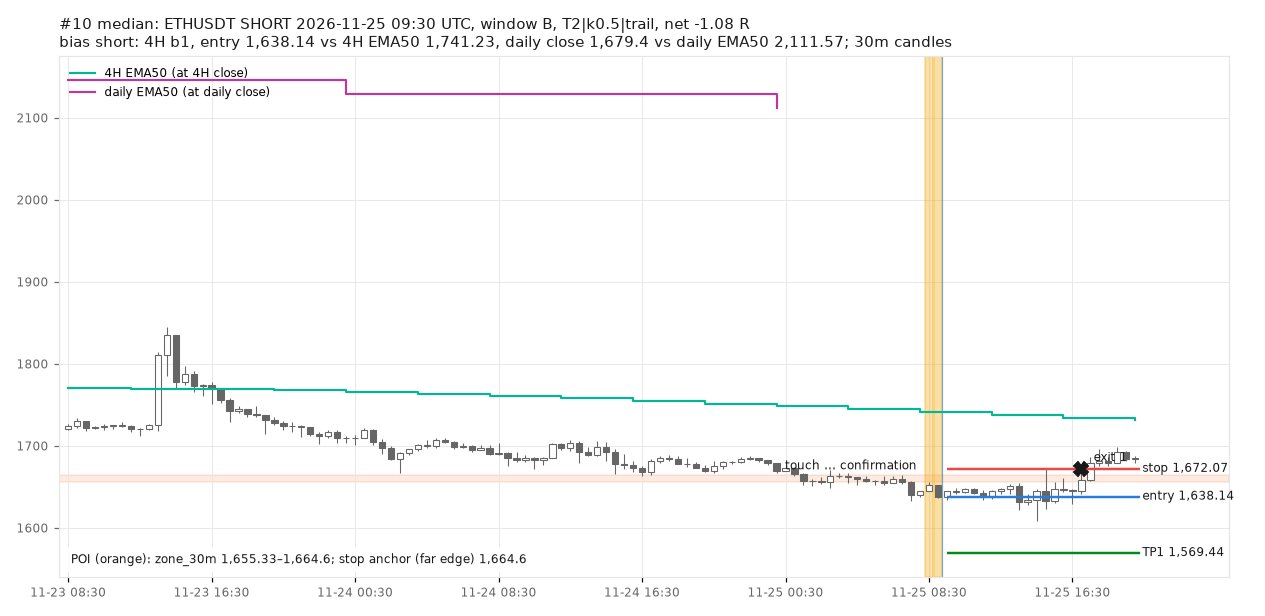 #10 median: ETHUSDT SHORT 2026-11-25 09:30 UTC, window B, T2|k0.5|trail, net -1.08 R
bias short: 4H b1, entry 1,638.14 vs 4H EMA50 1,741.23, daily close 1,679.4 vs daily EMA50 2,111.57; 30m candles
4H EMA50 (at 4H close)
daily EMA50 (at daily close)
2100
2000
1900
1800
1700
1600
touch ... confirmation
exit 1
stop 1,672.07
entry 1,638.14
TP1 1,569.44
POI (orange): zone_30m 1,655.33–1,664.6; stop anchor (far edge) 1,664.6
11-23 08:30
11-23 16:30
11-24 00:30
11-24 08:30
11-24 16:30
11-25 00:30
11-25 08:30
11-25 16:30